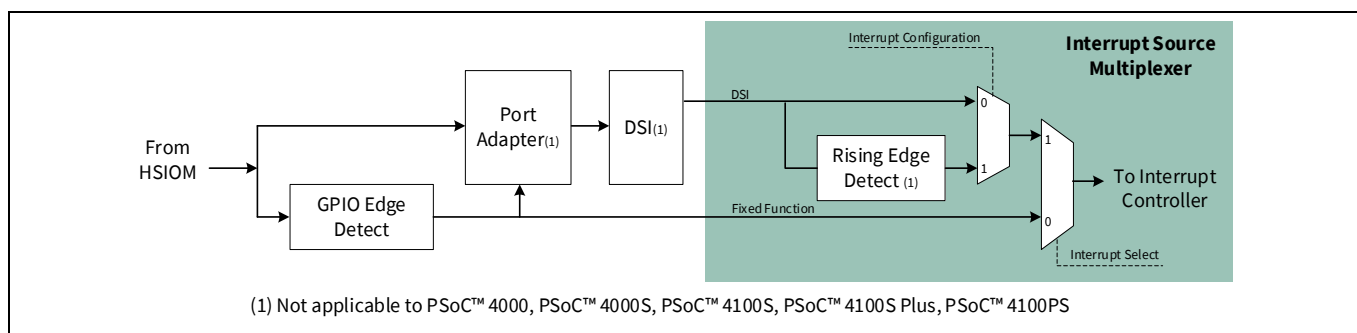 Interrupt Configuration
Interrupt Source
Multiplexer
From
HSIOM
Port
Adapter(1)
DSI(1)
DSI
0
Rising Edge
Detect (1)
1
1
To Interrupt
Controller
GPIO Edge
Detect
Fixed Function
0
Interrupt Select
(1) Not applicable to PSoC™ 4000, PSoC™ 4000S, PSoC™ 4100S, PSoC™ 4100S Plus, PSoC™ 4100PS